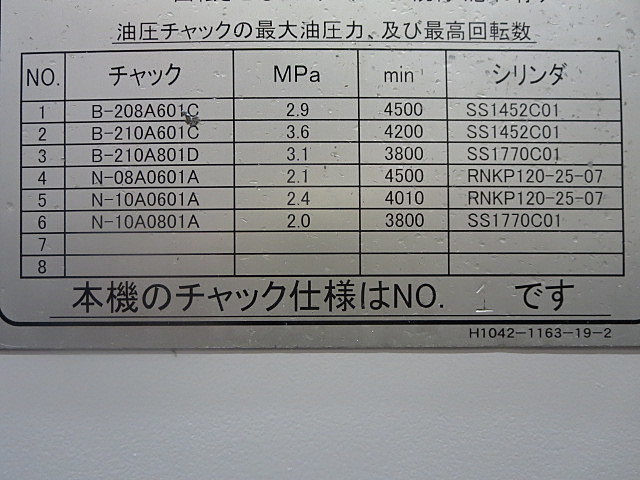 油圧チャックの最大油圧力、及び最高回転数
NO. チャック MPa min シリンダ
1 B-208A601C 2.9 4500 SS1452C01
2 B-210A601C 3.6 4200 SS1452C01
3 B-210A801D 3.1 3800 SS1770C01
4 N-08A0601A 2.1 4500 RNKP120-25-07
5 N-10A0601A 2.4 4010 RNKP120-25-07
6 N-10A0801A 2.0 3800 SS1770C01
7
8
本機のチャック仕様はNO. 1 です
H1042-1163-19-2